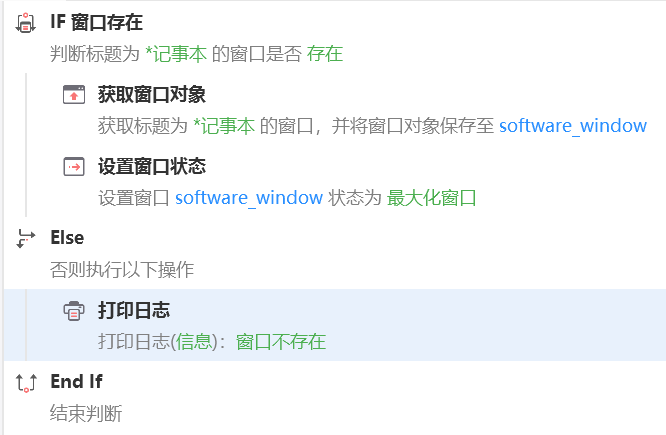 IF 窗口存在
判断标题为 *记事本 的窗口是否 存在
获取窗口对象
获取标题为 *记事本 的窗口，并将窗口对象保存至 software_window
设置窗口状态
设置窗口 software_window 状态为 最大化窗口
Else
否则执行以下操作
打印日志
打印日志(信息)：窗口不存在
End If
结束判断